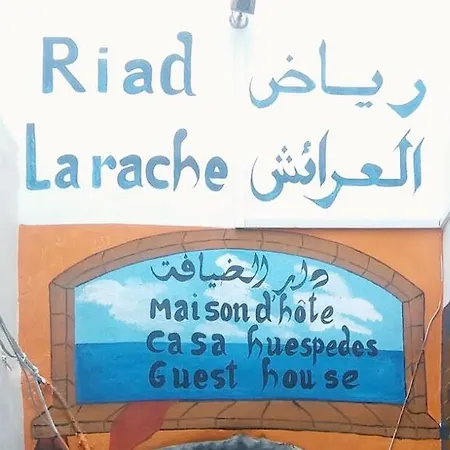 Riad رياض
Larache العرائش
دار الضيافة
Maison d'hôte
Casa huespedes
Guest house